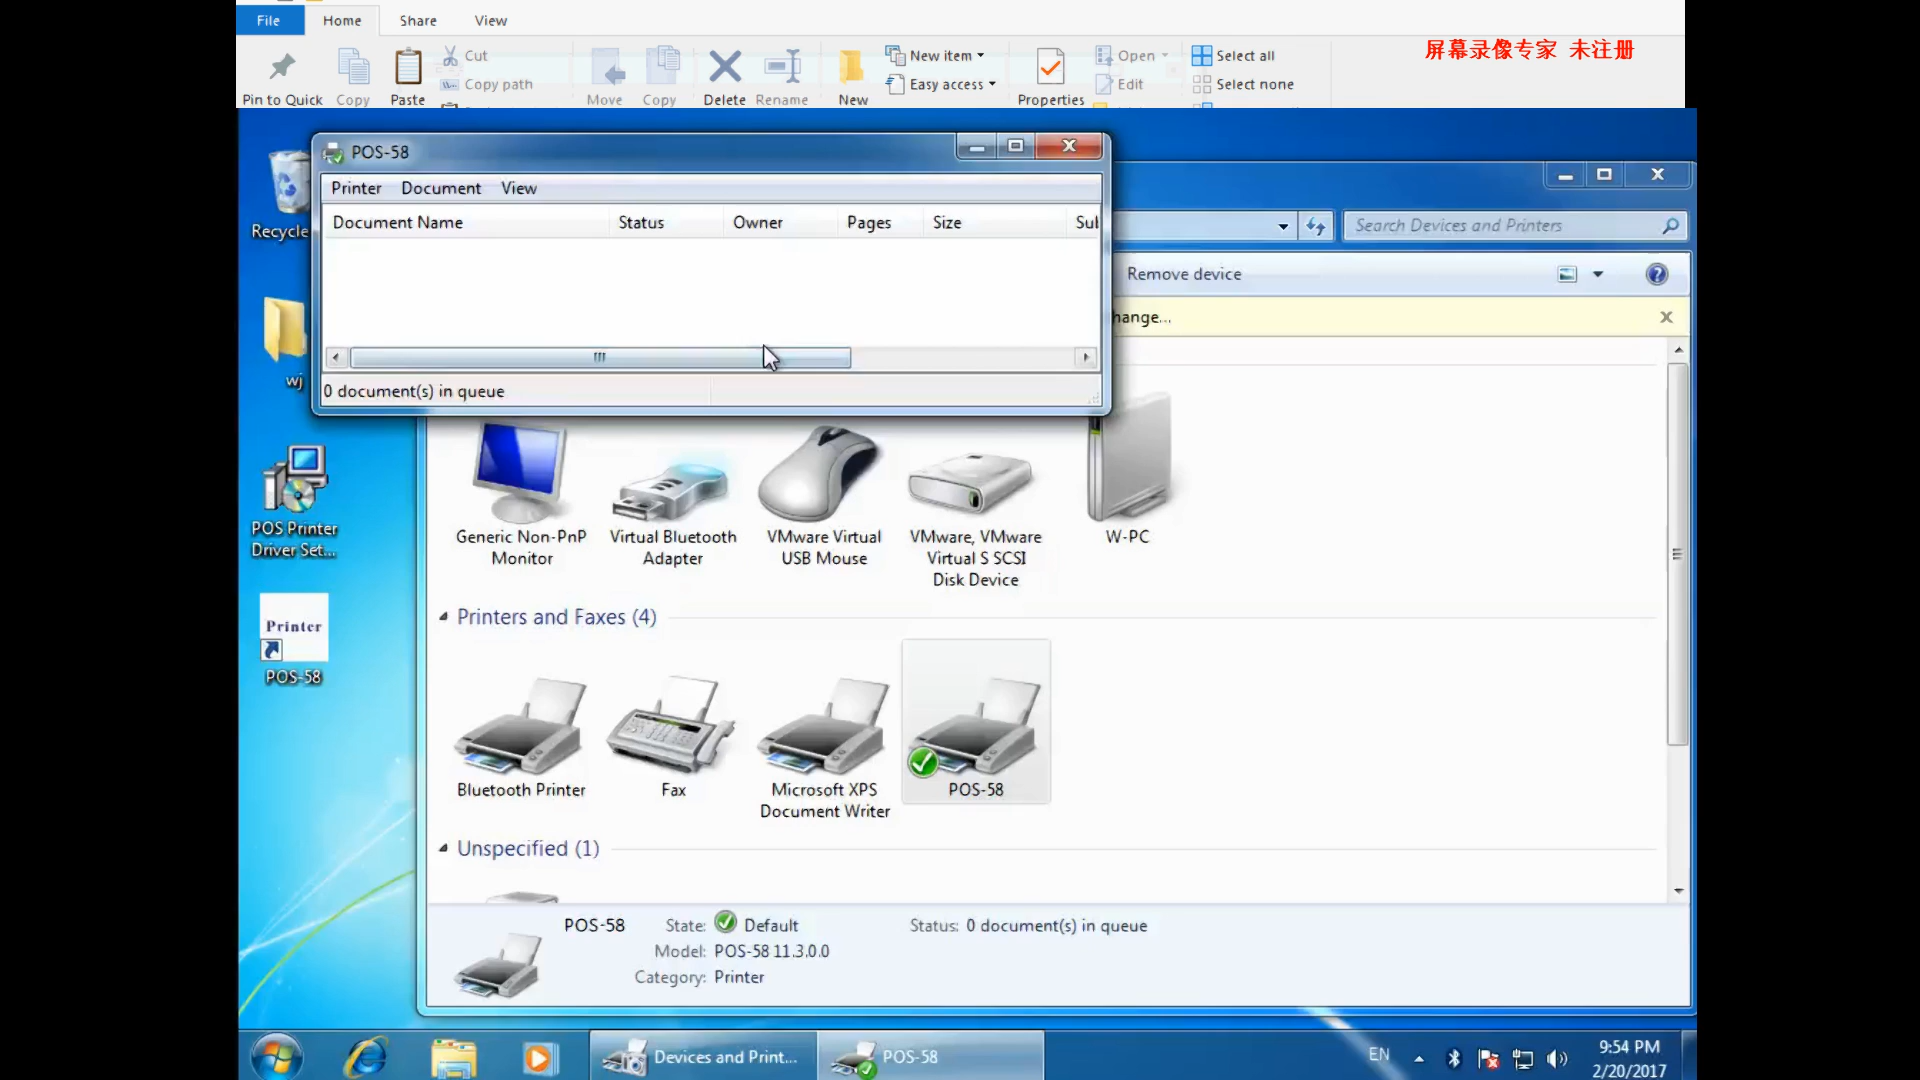 File Home Share View
Cut
Copy path
New item
Easy access
Open
Edit
Select all
Select none
Pin to Quick Copy Paste Move Copy Delete Rename New Properties
屏幕录像专家 未注册
POS-58
Printer Document View
Document Name Status Owner Pages Size Sub
0 document(s) in queue
Search Devices and Printers
Remove device
hange...
Recycle
wj
POS Printer
Driver Set...
Printer
POS-58
Generic Non-PnP
Monitor
Virtual Bluetooth
Adapter
VMware Virtual
USB Mouse
VMware, VMware
Virtual S SCSI
Disk Device
W-PC
Printers and Faxes (4)
Bluetooth Printer
Fax
Microsoft XPS
Document Writer
POS-58
Unspecified (1)
POS-58 State: Default Status: 0 document(s) in queue
Model: POS-58 11.3.0.0
Category: Printer
Devices and Print...
POS-58
EN
9:54 PM
2/20/2017